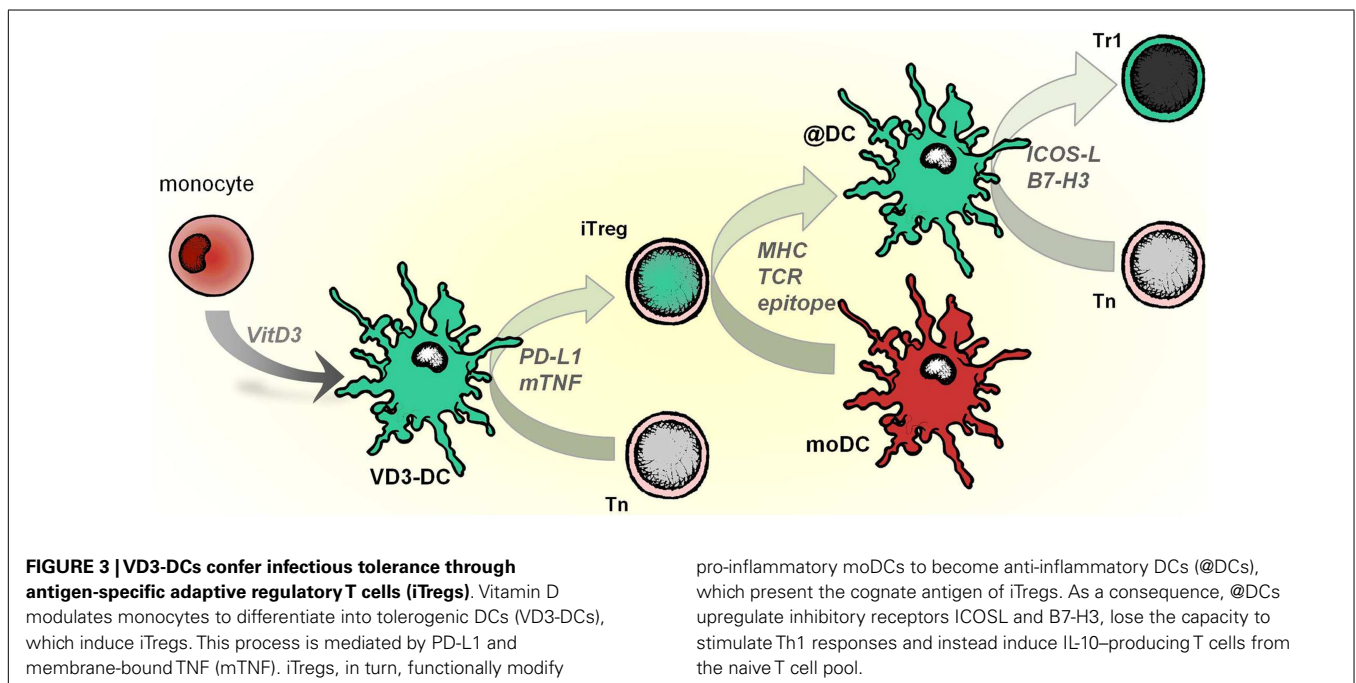 Tr1
@DC
ICOS-L
B7-H3
monocyte
iTreg
MHC
TCR
epitope
Tn
VitD3
PD-L1
mTNF
moDC
VD3-DC
Tn
FIGURE 3 | VD3-DCs confer infectious tolerance through
antigen-specific adaptive regulatory T cells (iTregs). Vitamin D
modulates monocytes to differentiate into tolerogenic DCs (VD3-DCs),
which induce iTregs. This process is mediated by PD-L1 and
membrane-bound TNF (mTNF). iTregs, in turn, functionally modify
pro-inflammatory moDCs to become anti-inflammatory DCs (@DCs),
which present the cognate antigen of iTregs. As a consequence, @DCs
upregulate inhibitory receptors ICOSL and B7-H3, lose the capacity to
stimulate Th1 responses and instead induce IL-10–producing T cells from
the naive T cell pool.